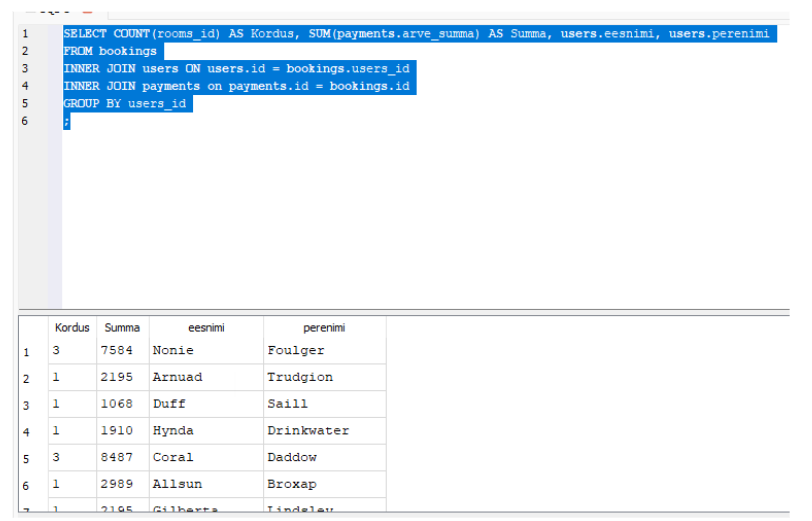 1 SELECT COUNT(rooms_id) AS Kordus, SUM(payments.arve_summa) AS Summa, users.eesnimi, users.perenimi
2 FROM bookings
3 INNER JOIN users ON users.id = bookings.users_id
4 INNER JOIN payments on payments.id = bookings.id
5 GROUP BY users_id
6 ;
Kordus Summa eesnimi perenimi
1 3 7584 Nonie Foulger
2 1 2195 Arnuad Trudgion
3 1 1068 Duff Saill
4 1 1910 Hynda Drinkwater
5 3 8487 Coral Daddow
6 1 2989 Allsun Broxap
7 1 2195 Gilberta Lindsley